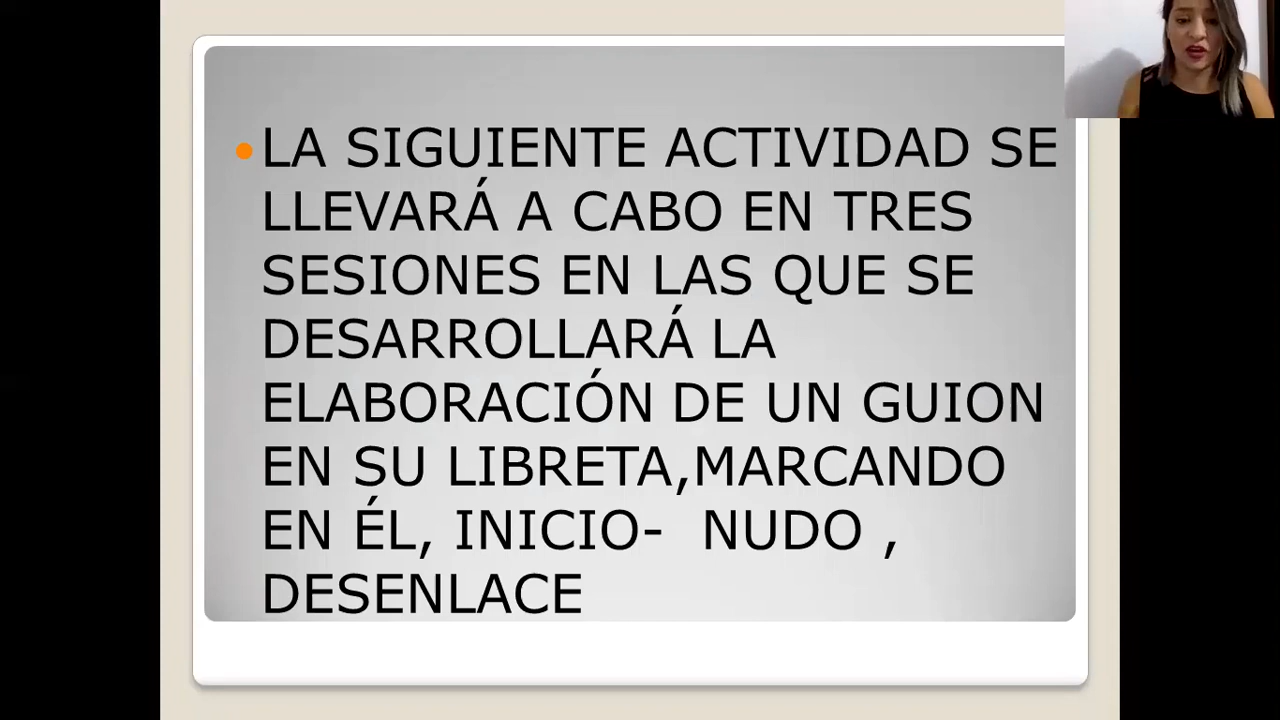 LA SIGUIENTE ACTIVIDAD SE
LLEVARÁ A CABO EN TRES
SESIONES EN LAS QUE SE
DESARROLLARÁ LA
ELABORACIÓN DE UN GUION
EN SU LIBRETA,MARCANDO
EN ÉL, INICIO- NUDO ,
DESENLACE